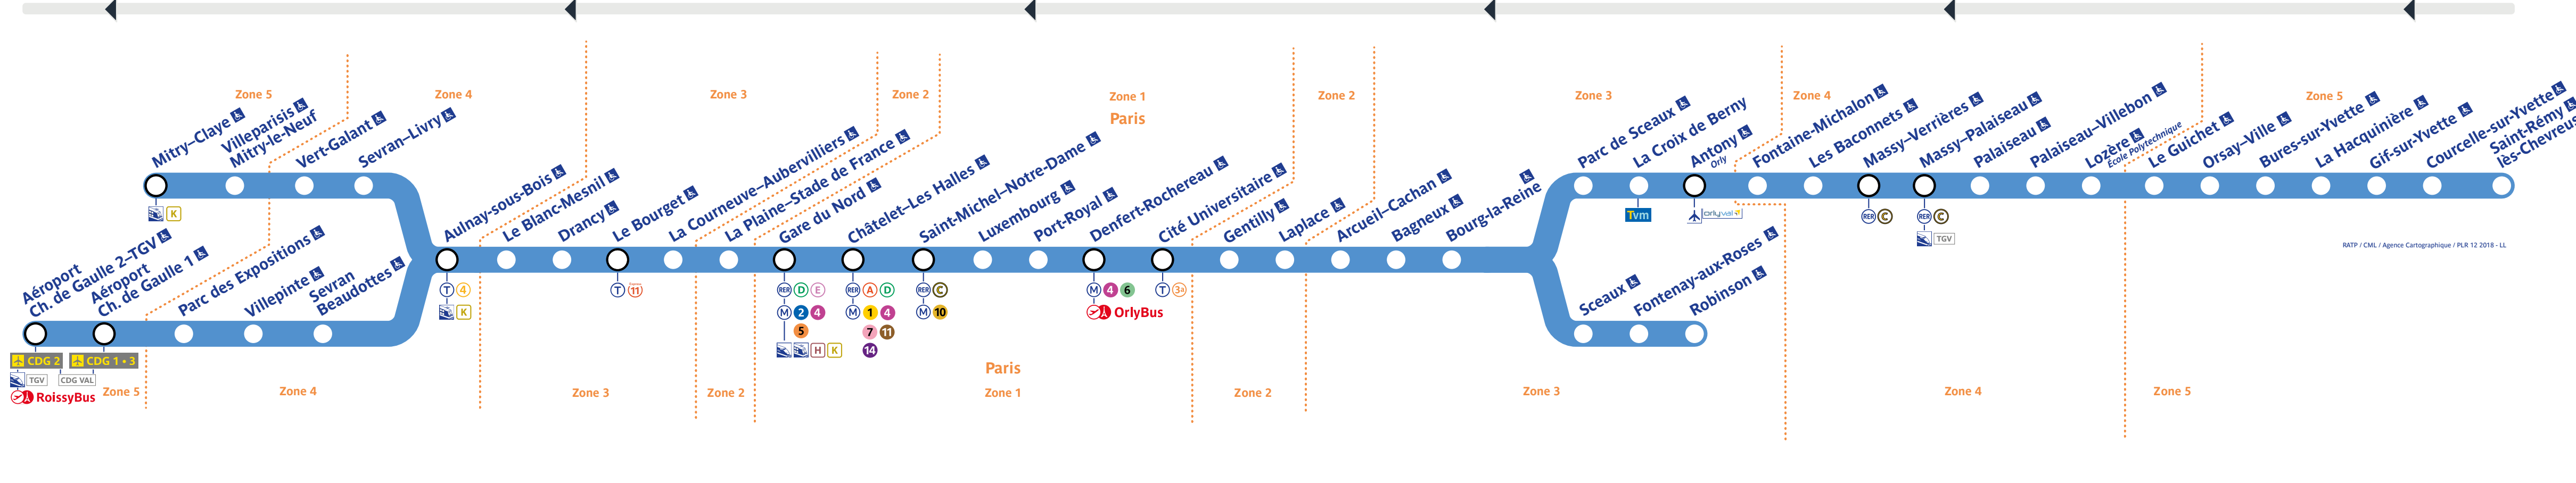 Zone 5
Zone 4
Zone 3
Zone 2
Zone 1
Paris
Zone 2
Zone 3
Zone 4
Zone 5
Mitry–Claye
Villeparisis
Mitry-le-Neuf
Vert-Galant
Sevran–Livry
K
Aéroport
Ch. de Gaulle 2–TGV
Aéroport
Ch. de Gaulle 1
Parc des Expositions
Villepinte
Sevran
Beaudottes
CDG 2
CDG 1 • 3
TGV
CDG VAL
RoissyBus
Aulnay-sous-Bois
T 4
K
Le Blanc-Mesnil
Drancy
Le Bourget
T 11
La Courneuve–Aubervilliers
La Plaine–Stade de France
Gare du Nord
RER D E
M 2 4
5
H K
Châtelet–Les Halles
RER A D
M 1 4
7 11
14
Saint-Michel–Notre-Dame
RER C
M 10
Luxembourg
Port-Royal
Denfert-Rochereau
M 4 6
OrlyBus
Cité Universitaire
T 3a
Gentilly
Laplace
Arcueil–Cachan
Bagneux
Bourg-la-Reine
Parc de Sceaux
La Croix de Berny
Tvm
Antony
Orly
orlyval
Fontaine-Michalon
Les Baconnets
Massy–Verrières
RER C
Massy–Palaiseau
RER C
TGV
Palaiseau
Palaiseau–Villebon
Lozère
École Polytechnique
Le Guichet
Orsay–Ville
Bures-sur-Yvette
La Hacquinière
Gif-sur-Yvette
Courcelle-sur-Yvette
Saint-Rémy
lès-Chevreuse
Sceaux
Fontenay-aux-Roses
Robinson
RATP / CML / Agence Cartographique / PLR 12 2018 - LL
Zone 5
Zone 4
Zone 3
Zone 2
Paris
Zone 1
Zone 2
Zone 3
Zone 4
Zone 5